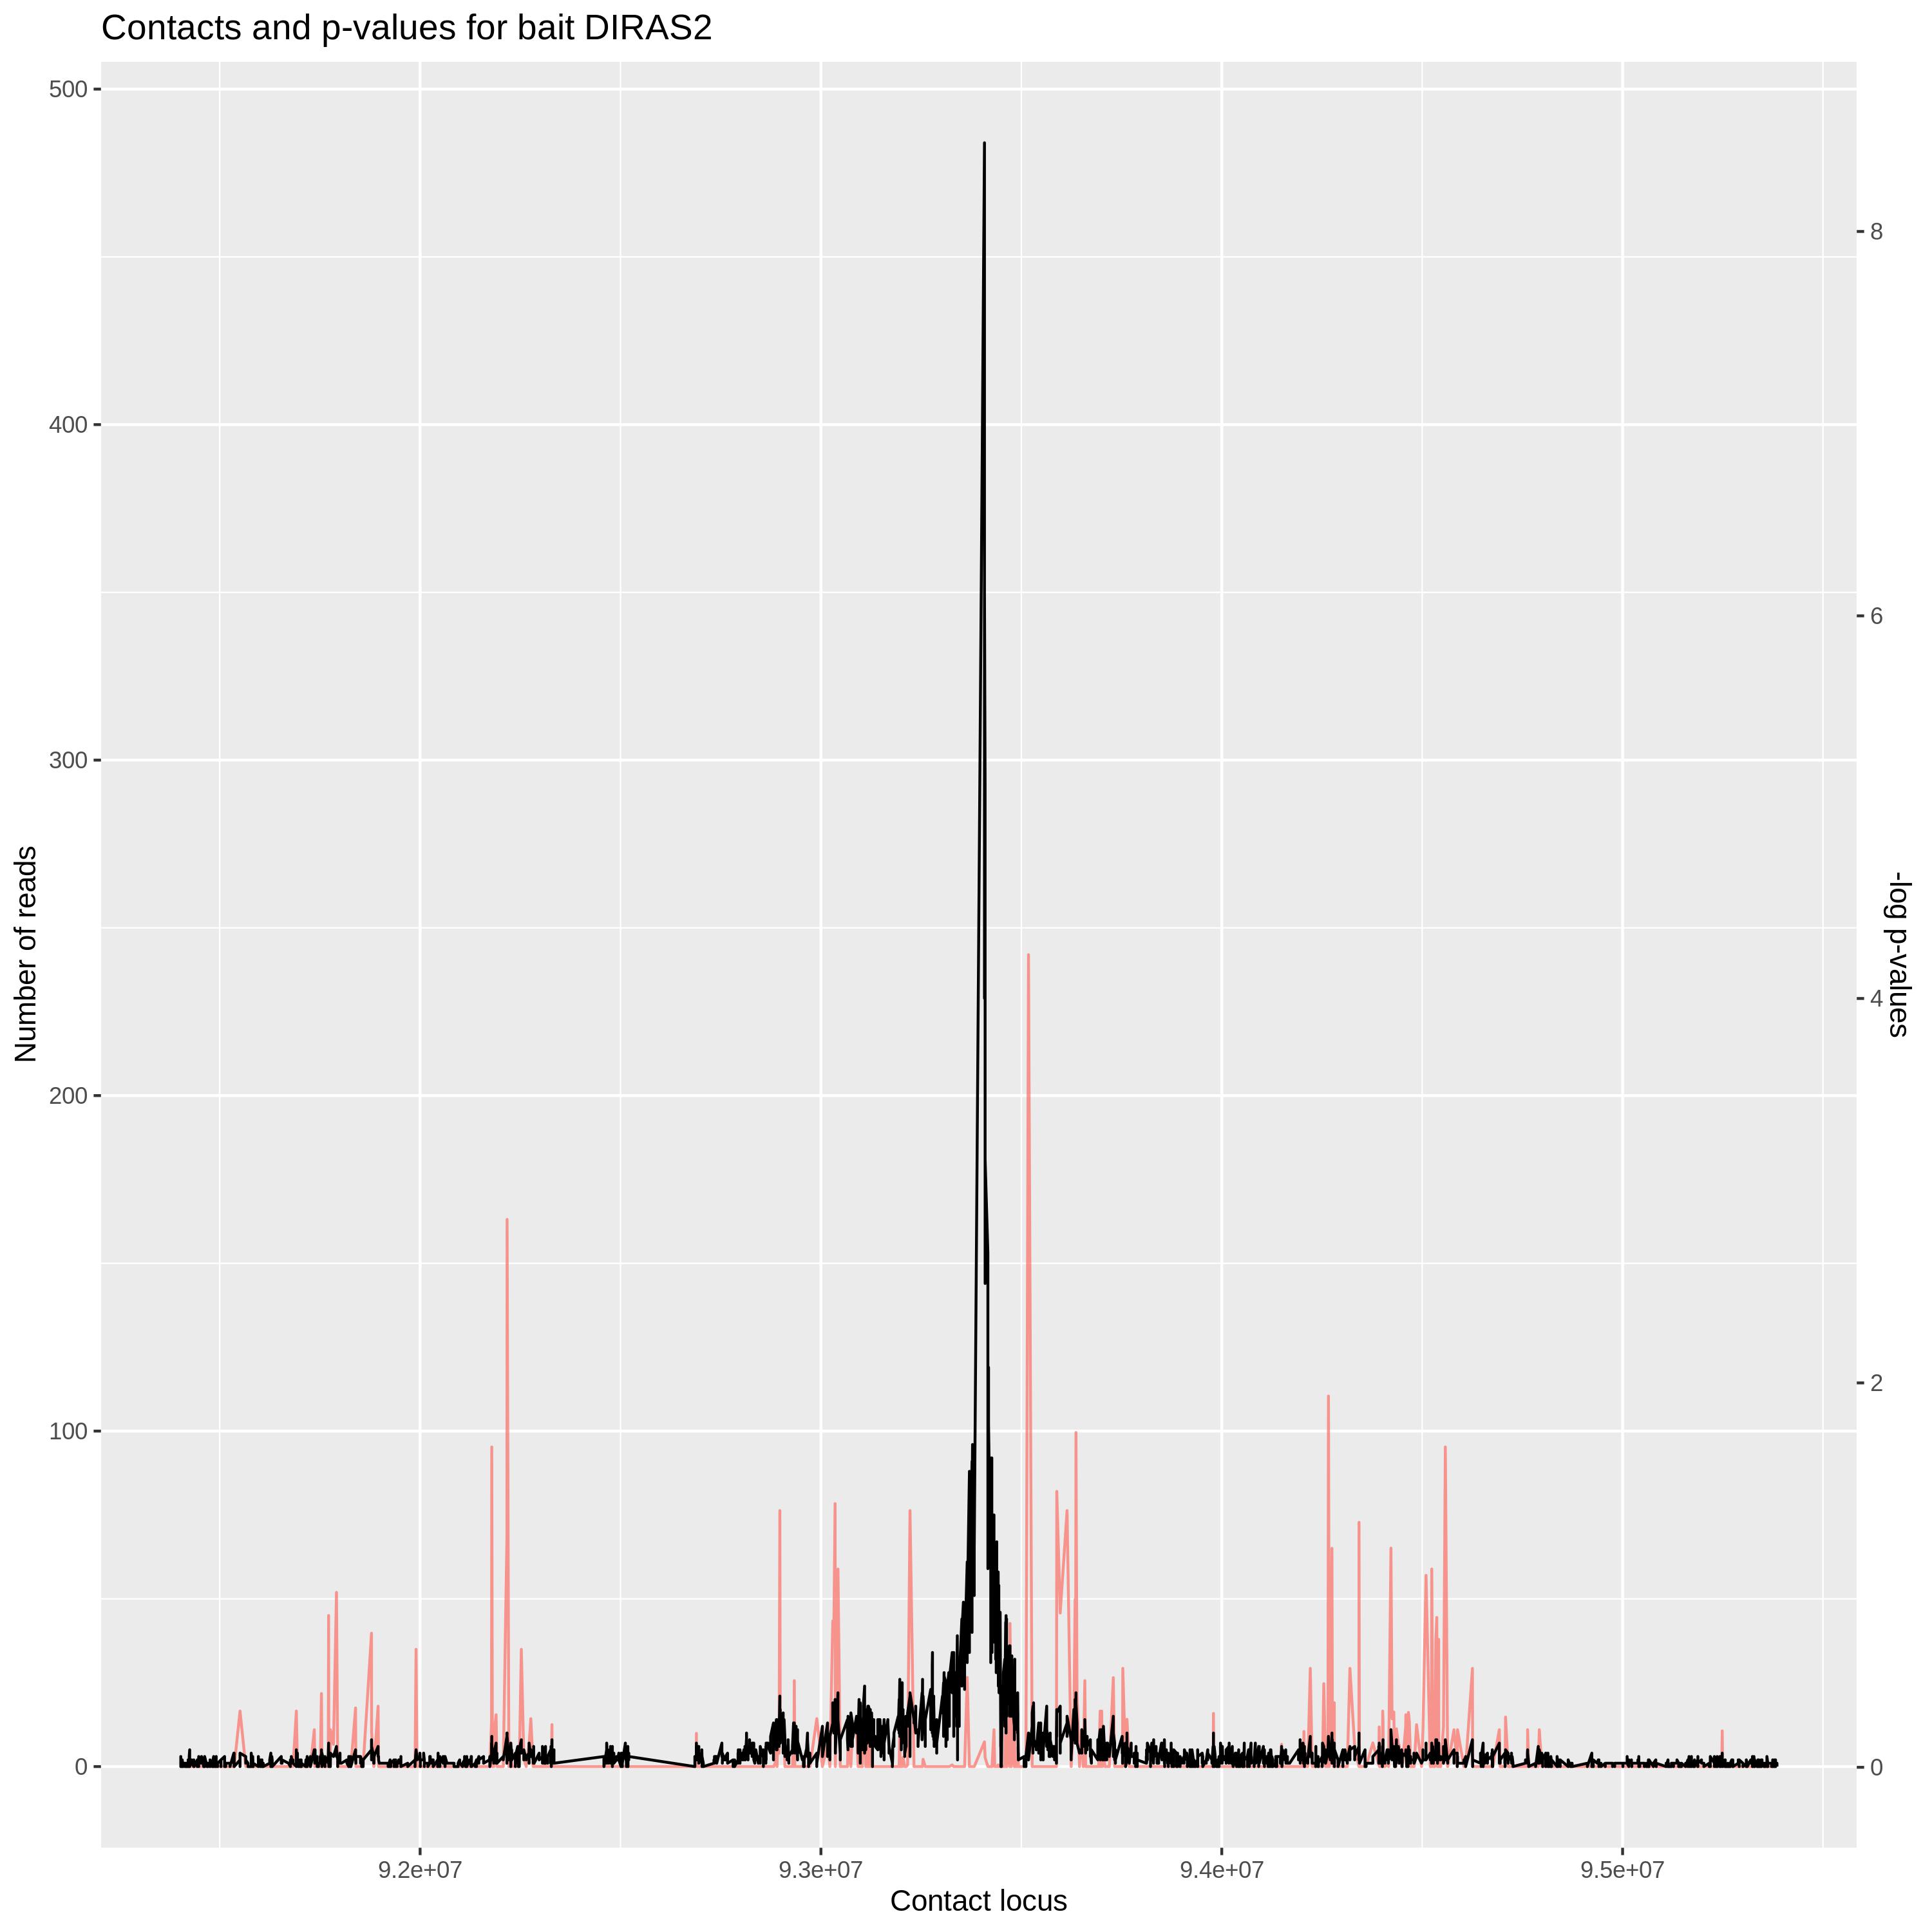 Contacts and p-values for bait DIRAS2
500
400
300
200
100
0
Number of reads
8
6
4
2
0
-log p-values
9.2e+07
9.3e+07
9.4e+07
9.5e+07
Contact locus